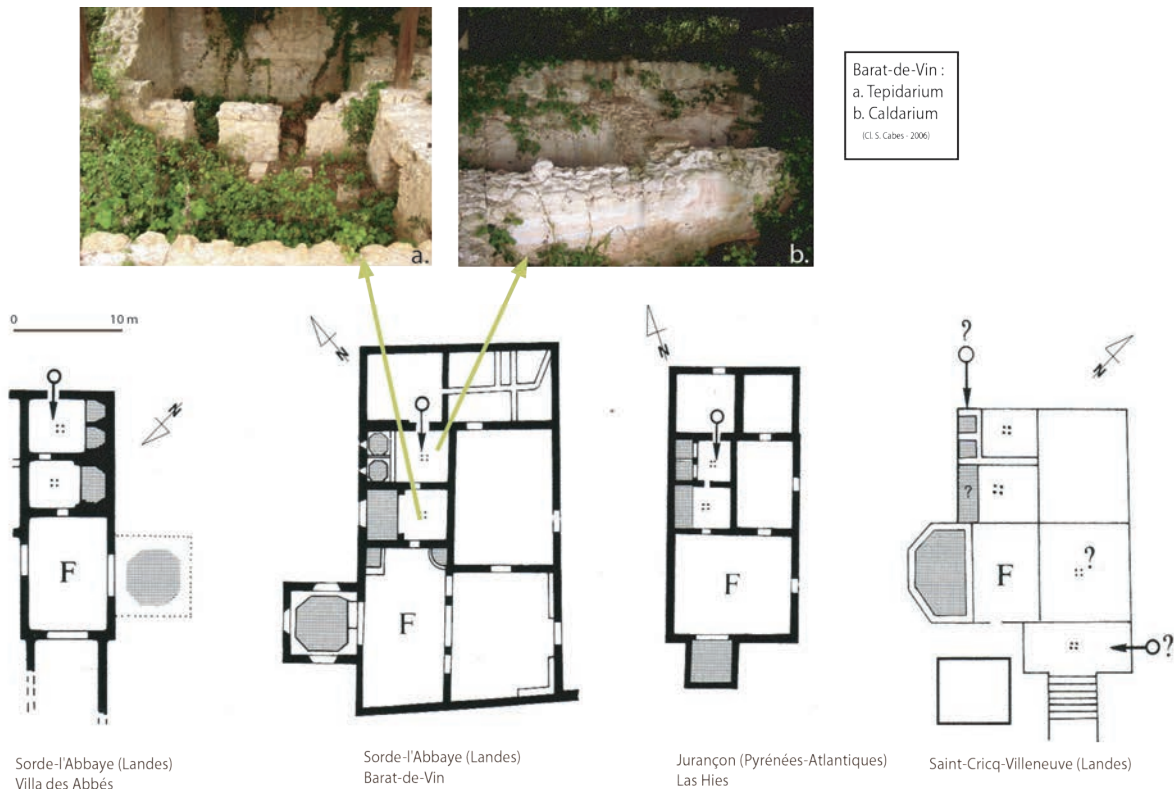 Barat-de-Vin :
a. Tepidarium
b. Caldarium
(Cl. S. Cabes - 2006)
a.
b.
0 10 m
N
N
N
N
?
?
?
?
F
F
F
F
Sorde-l'Abbaye (Landes)
Villa des Abbés
Sorde-l'Abbaye (Landes)
Barat-de-Vin
Jurançon (Pyrénées-Atlantiques)
Las Hies
Saint-Cricq-Villeneuve (Landes)